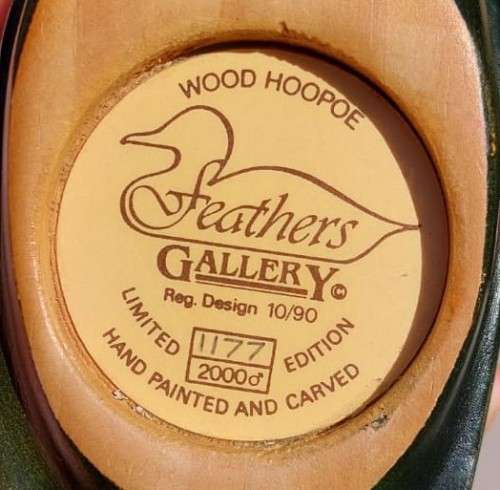 WOOD HOOPOE
Feathers
GALLERY ©
Reg. Design 10/90
LIMITED EDITION
1177
2000♂
HAND PAINTED AND CARVED